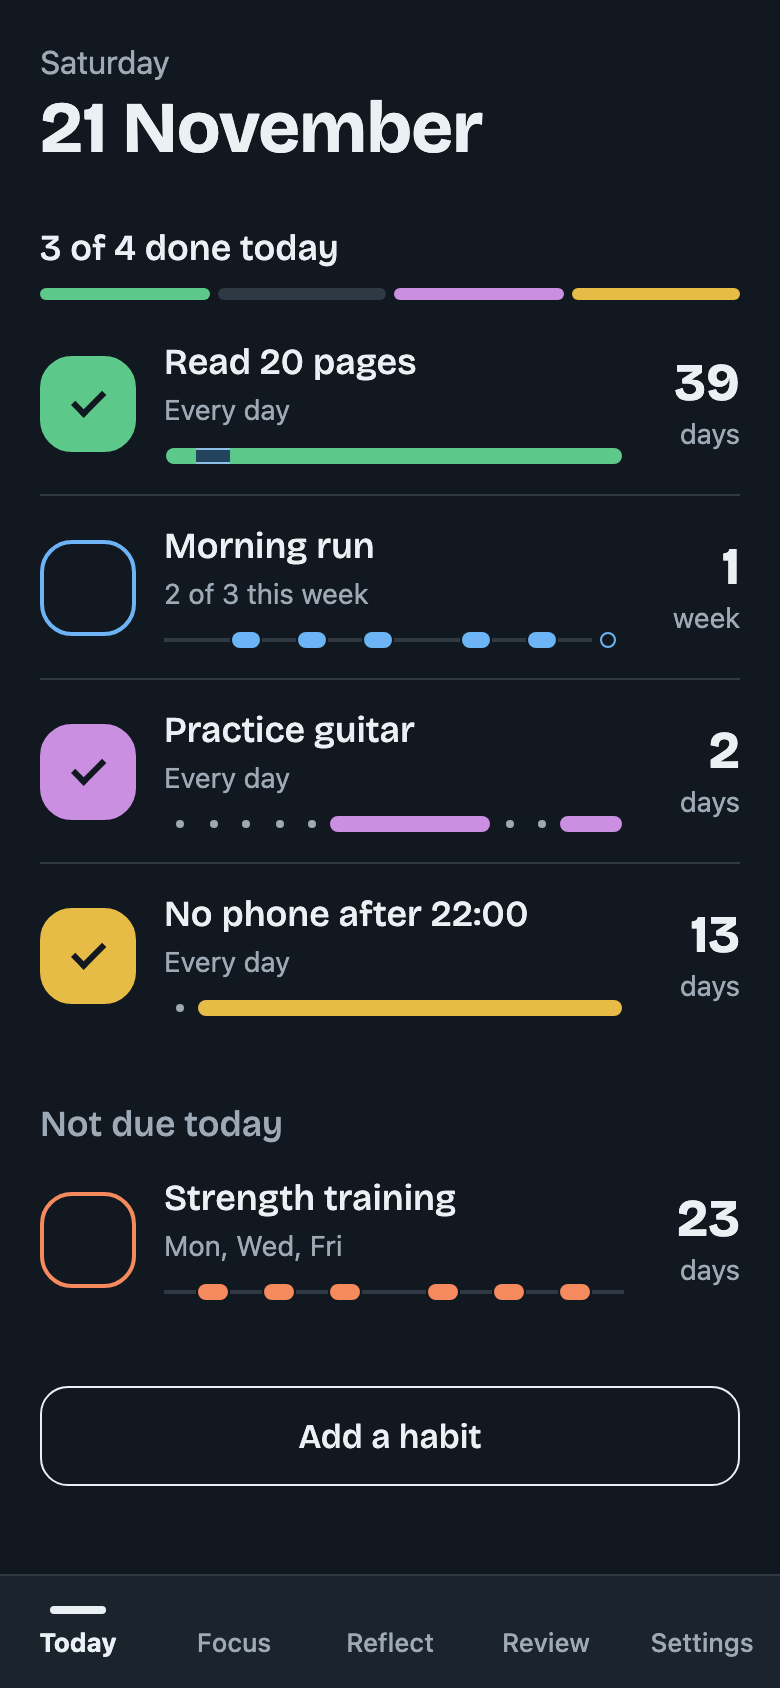 Saturday
21 November
3 of 4 done today
Read 20 pages
Every day
39
days
Morning run
2 of 3 this week
1
week
Practice guitar
Every day
2
days
No phone after 22:00
Every day
13
days
Not due today
Strength training
Mon, Wed, Fri
23
days
Add a habit
Today
Focus
Reflect
Review
Settings